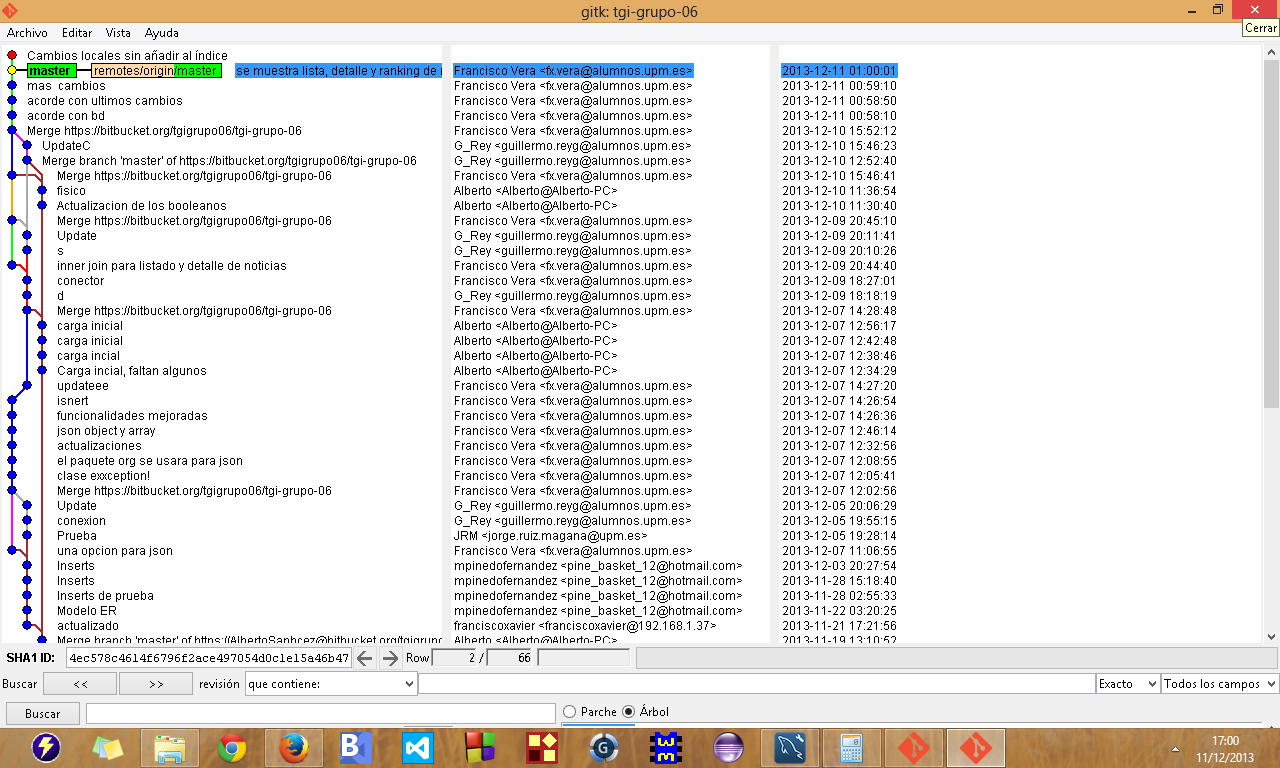 gitk: tgi-grupo-06
Cerrar
Archivo Editar Vista Ayuda
Cambios locales sin añadir al índice
master remotes/origin/master se muestra lista, detalle y ranking de Francisco Vera <fx.vera@alumnos.upm.es> 2013-12-11 01:00:01
mas cambios Francisco Vera <fx.vera@alumnos.upm.es> 2013-12-11 00:59:10
acorde con ultimos cambios Francisco Vera <fx.vera@alumnos.upm.es> 2013-12-11 00:58:50
acorde con bd Francisco Vera <fx.vera@alumnos.upm.es> 2013-12-11 00:58:10
Merge https://bitbucket.org/tgigrupo06/tgi-grupo-06 Francisco Vera <fx.vera@alumnos.upm.es> 2013-12-10 15:52:12
UpdateC G_Rey <guillermo.reyg@alumnos.upm.es> 2013-12-10 15:46:23
Merge branch 'master' of https://bitbucket.org/tgigrupo06/tgi-grupo-06 G_Rey <guillermo.reyg@alumnos.upm.es> 2013-12-10 12:52:40
Merge https://bitbucket.org/tgigrupo06/tgi-grupo-06 Francisco Vera <fx.vera@alumnos.upm.es> 2013-12-10 15:46:41
fisico Alberto <Alberto@Alberto-PC> 2013-12-10 11:36:54
Actualizacion de los booleanos Alberto <Alberto@Alberto-PC> 2013-12-10 11:30:40
Merge https://bitbucket.org/tgigrupo06/tgi-grupo-06 Francisco Vera <fx.vera@alumnos.upm.es> 2013-12-09 20:45:10
Update G_Rey <guillermo.reyg@alumnos.upm.es> 2013-12-09 20:11:41
s G_Rey <guillermo.reyg@alumnos.upm.es> 2013-12-09 20:10:26
inner join para listado y detalle de noticias Francisco Vera <fx.vera@alumnos.upm.es> 2013-12-09 20:44:40
conector Francisco Vera <fx.vera@alumnos.upm.es> 2013-12-09 18:27:01
d G_Rey <guillermo.reyg@alumnos.upm.es> 2013-12-09 18:18:19
Merge https://bitbucket.org/tgigrupo06/tgi-grupo-06 Francisco Vera <fx.vera@alumnos.upm.es> 2013-12-07 14:28:48
carga inicial Alberto <Alberto@Alberto-PC> 2013-12-07 12:56:17
carga inicial Alberto <Alberto@Alberto-PC> 2013-12-07 12:42:48
carga incial Alberto <Alberto@Alberto-PC> 2013-12-07 12:38:46
Carga incial, faltan algunos Alberto <Alberto@Alberto-PC> 2013-12-07 12:34:29
updateee Francisco Vera <fx.vera@alumnos.upm.es> 2013-12-07 14:27:20
isnert Francisco Vera <fx.vera@alumnos.upm.es> 2013-12-07 14:26:54
funcionalidades mejoradas Francisco Vera <fx.vera@alumnos.upm.es> 2013-12-07 14:26:36
json object y array Francisco Vera <fx.vera@alumnos.upm.es> 2013-12-07 12:46:14
actualizaciones Francisco Vera <fx.vera@alumnos.upm.es> 2013-12-07 12:32:56
el paquete org se usara para json Francisco Vera <fx.vera@alumnos.upm.es> 2013-12-07 12:08:55
clase exxception! Francisco Vera <fx.vera@alumnos.upm.es> 2013-12-07 12:05:41
Merge https://bitbucket.org/tgigrupo06/tgi-grupo-06 Francisco Vera <fx.vera@alumnos.upm.es> 2013-12-07 12:02:56
Update G_Rey <guillermo.reyg@alumnos.upm.es> 2013-12-05 20:06:29
conexion G_Rey <guillermo.reyg@alumnos.upm.es> 2013-12-05 19:55:15
Prueba JRM <jorge.ruiz.magana@upm.es> 2013-12-05 19:28:14
una opcion para json Francisco Vera <fx.vera@alumnos.upm.es> 2013-12-07 11:06:55
Inserts mpinedofernandez <pine_basket_12@hotmail.com> 2013-12-03 20:27:54
Inserts mpinedofernandez <pine_basket_12@hotmail.com> 2013-11-28 15:18:40
Inserts de prueba mpinedofernandez <pine_basket_12@hotmail.com> 2013-11-28 02:55:33
Modelo ER mpinedofernandez <pine_basket_12@hotmail.com> 2013-11-22 03:20:25
actualizado franciscoxavier <franciscoxavier@192.168.1.37> 2013-11-21 17:21:56
Merge branch 'master' of https://AlbertoSanhcez@bitbucket.org/tgigrupo Alberto <Alberto@Alberto-PC> 2013-11-19 13:10:52
SHA1 ID: 4ec578c4614f6796f2ace497054d0c1e15a46b47 Row 2 / 66
Buscar << >> revisión que contiene: Exacto Todos los campos
Buscar Parche Árbol
17:00
11/12/2013